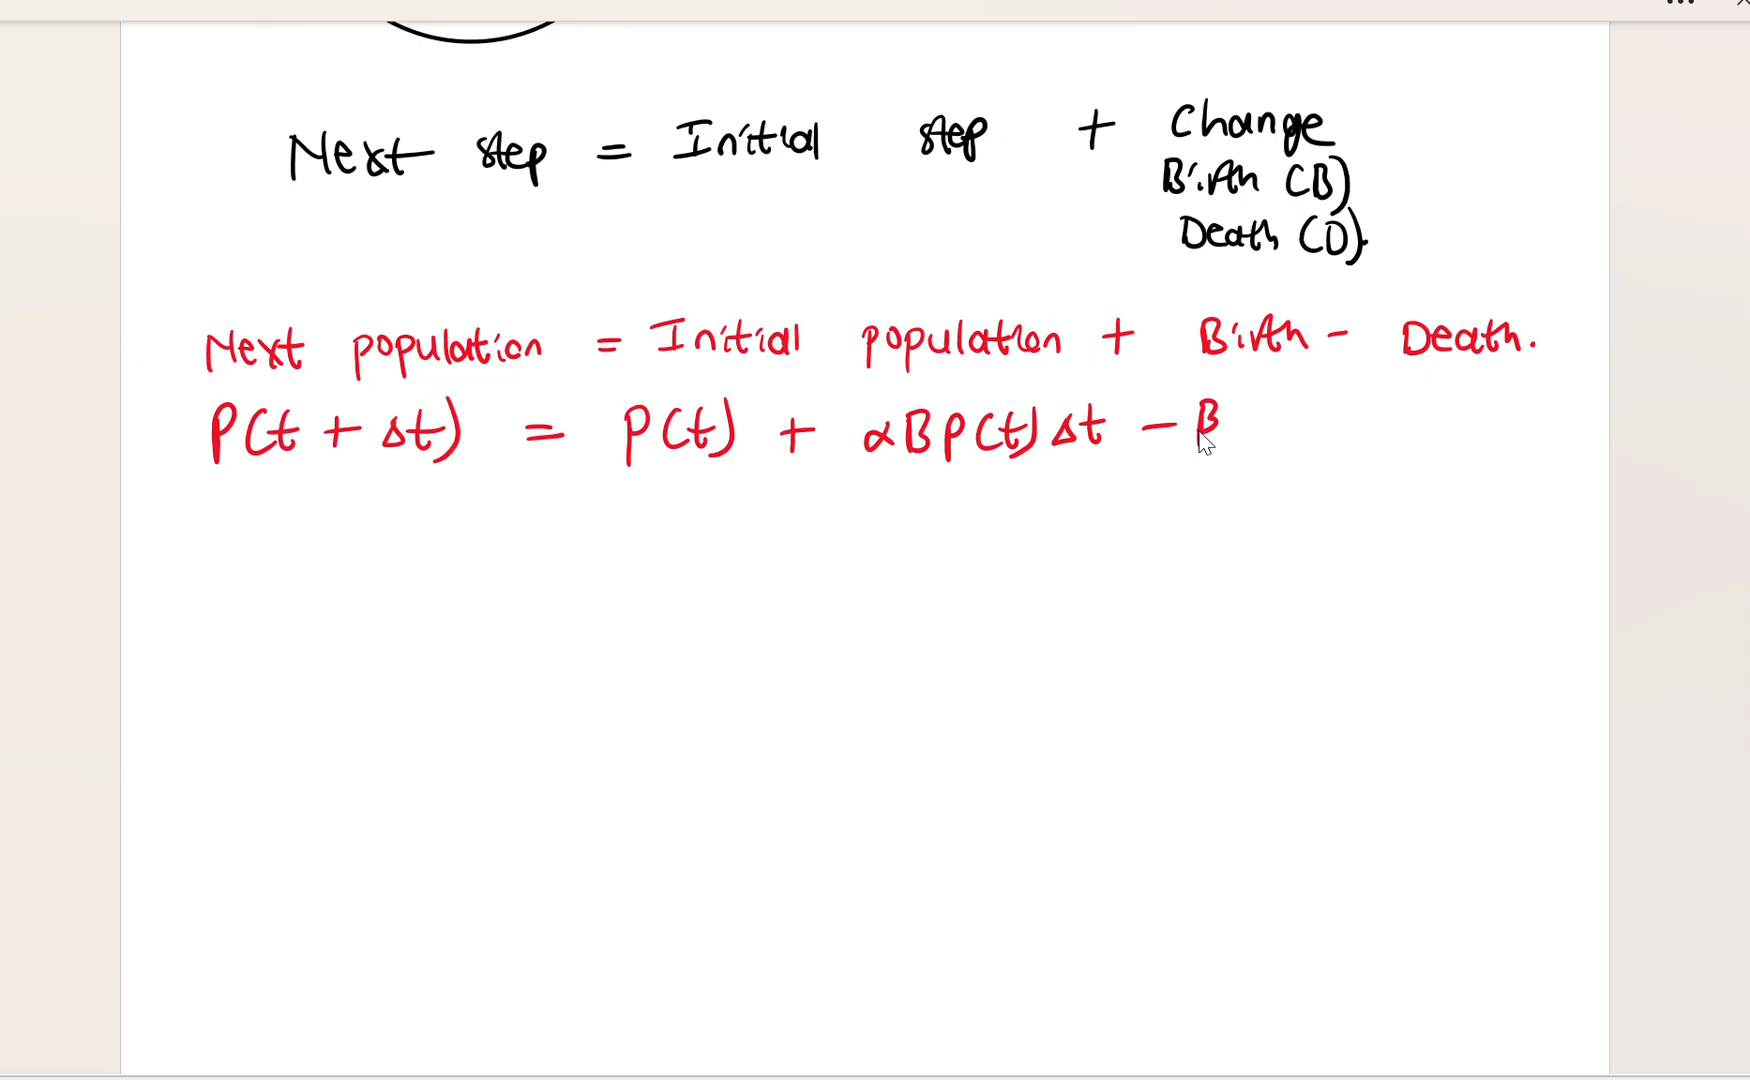 Next step = Initial step + Change
Birth (B)
Death (D).
Next population = Initial population + Birth - Death.
P(t + Δt) = P(t) + αBP(t)Δt - β